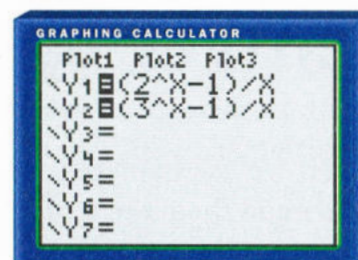 GRAPHING CALCULATOR
Plot1 Plot2 Plot3
\Y1=(2^X-1)/X
\Y2=(3^X-1)/X
\Y3=
\Y4=
\Y5=
\Y6=
\Y7=